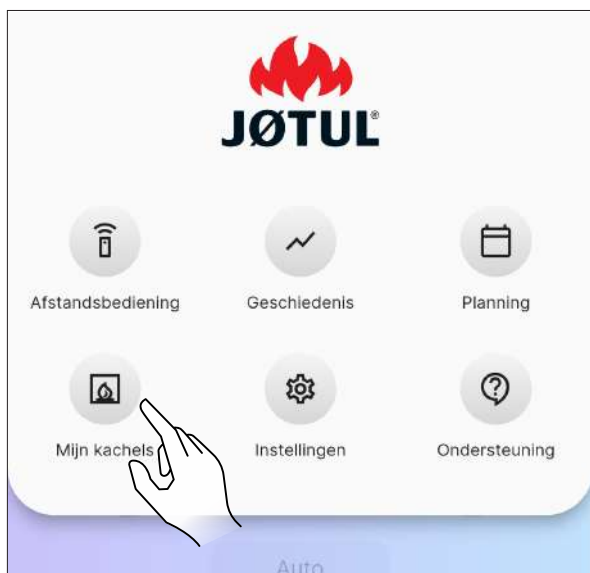 JØTUL®
Afstandsbediening
Geschiedenis
Planning
Mijn kachels
Instellingen
Ondersteuning
Auto